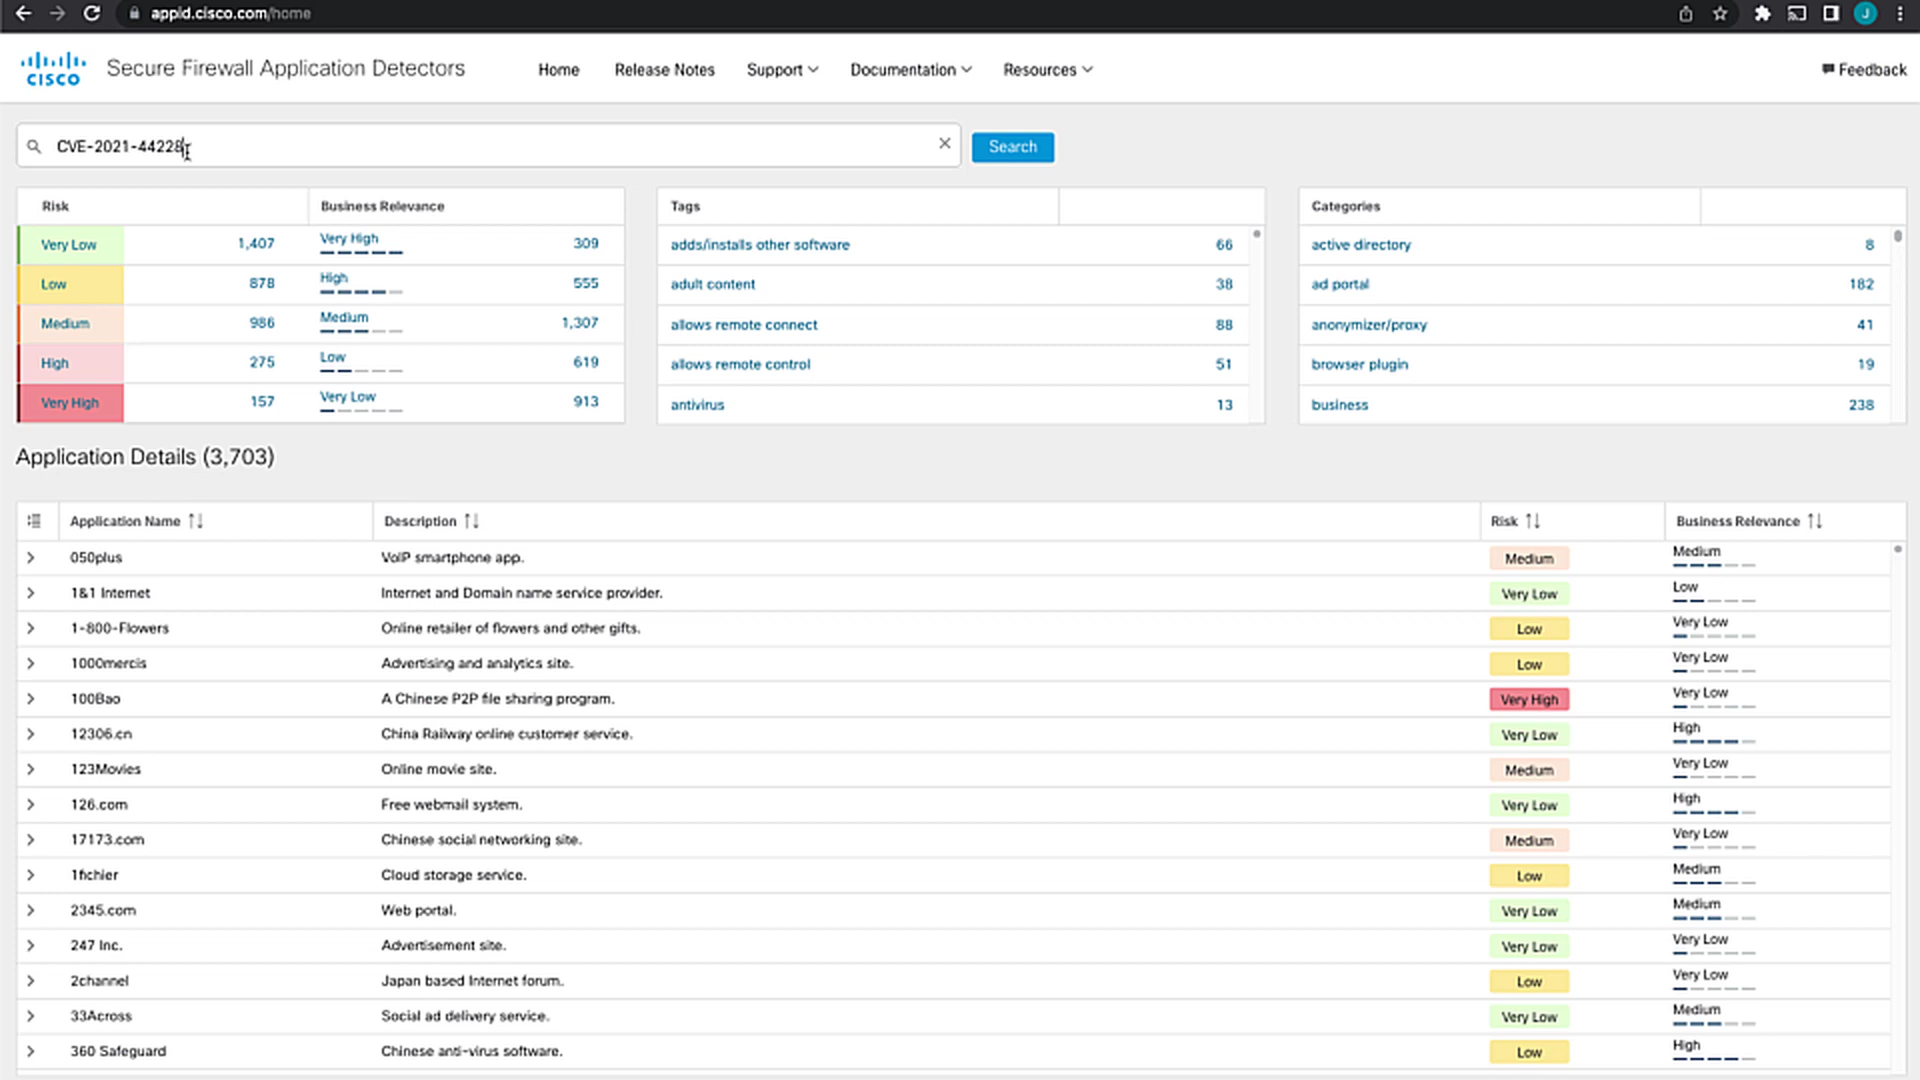 appid.cisco.com/home
J
CISCO
Secure Firewall Application Detectors
Home
Release Notes
Support
Documentation
Resources
Feedback
CVE-2021-44228
Search
Risk
Business Relevance
Very Low 1,407
Very High 309
Low 878
High 555
Medium 986
Medium 1,307
High 275
Low 619
Very High 157
Very Low 913
Tags
adds/installs other software 66
adult content 38
allows remote connect 88
allows remote control 51
antivirus 13
Categories
active directory 8
ad portal 182
anonymizer/proxy 41
browser plugin 19
business 238
Application Details (3,703)
Application Name Description Risk Business Relevance
050plus VoIP smartphone app. Medium Medium
1&1 Internet Internet and Domain name service provider. Very Low Low
1-800-Flowers Online retailer of flowers and other gifts. Low Very Low
1000mercis Advertising and analytics site. Low Very Low
100Bao A Chinese P2P file sharing program. Very High Very Low
12306.cn China Railway online customer service. Very Low High
123Movies Online movie site. Medium Very Low
126.com Free webmail system. Very Low High
17173.com Chinese social networking site. Medium Very Low
1fichier Cloud storage service. Low Medium
2345.com Web portal. Very Low Medium
247 Inc. Advertisement site. Very Low Very Low
2channel Japan based Internet forum. Low Very Low
33Across Social ad delivery service. Very Low Medium
360 Safeguard Chinese anti-virus software. Low High